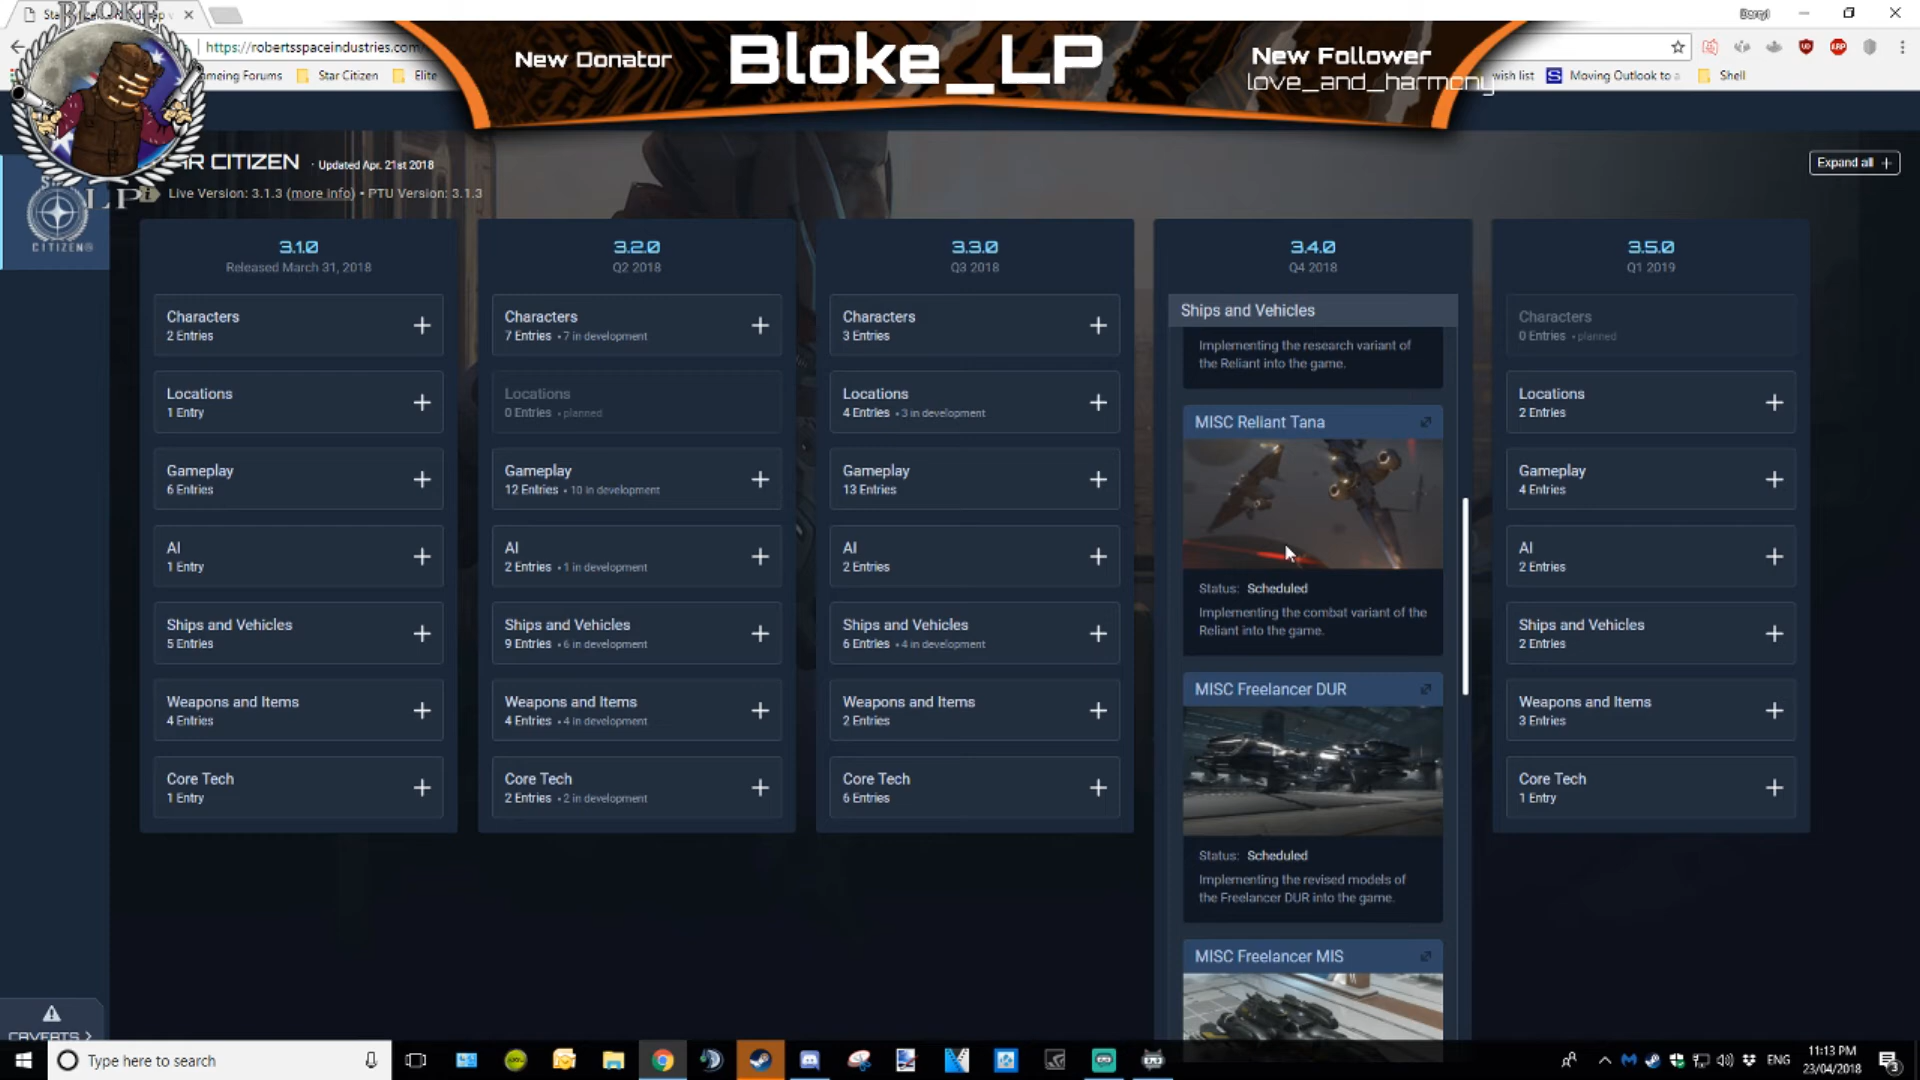 BLOKE
Sta
Beryl
https://robertsspaceindustries.com
New Donator
Bloke_LP
New Follower
love_and_harmony
ameing Forums
Star Citizen
Elite
wish list
Moving Outlook to a
Shell
AR CITIZEN · Updated Apr. 21st 2018
Expand all +
LP
Live Version: 3.1.3 (more info) • PTU Version: 3.1.3
CITIZEN®
3.1.0
Released March 31, 2018
Characters
2 Entries
Locations
1 Entry
Gameplay
6 Entries
AI
1 Entry
Ships and Vehicles
5 Entries
Weapons and Items
4 Entries
Core Tech
1 Entry
3.2.0
Q2 2018
Characters
7 Entries • 7 in development
Locations
0 Entries • planned
Gameplay
12 Entries • 10 in development
AI
2 Entries • 1 in development
Ships and Vehicles
9 Entries • 6 in development
Weapons and Items
4 Entries • 4 in development
Core Tech
2 Entries • 2 in development
3.3.0
Q3 2018
Characters
3 Entries
Locations
4 Entries • 3 in development
Gameplay
13 Entries
AI
2 Entries
Ships and Vehicles
6 Entries • 4 in development
Weapons and Items
2 Entries
Core Tech
6 Entries
3.4.0
Q4 2018
Ships and Vehicles
Implementing the research variant of
the Reliant into the game.
MISC Reliant Tana
Status: Scheduled
Implementing the combat variant of the
Reliant into the game.
MISC Freelancer DUR
Status: Scheduled
Implementing the revised models of
the Freelancer DUR into the game.
MISC Freelancer MIS
3.5.0
Q1 2019
Characters
0 Entries • planned
Locations
2 Entries
Gameplay
4 Entries
AI
2 Entries
Ships and Vehicles
2 Entries
Weapons and Items
3 Entries
Core Tech
1 Entry
CAVEATS >
Type here to search
ENG
11:13 PM
23/04/2018
3